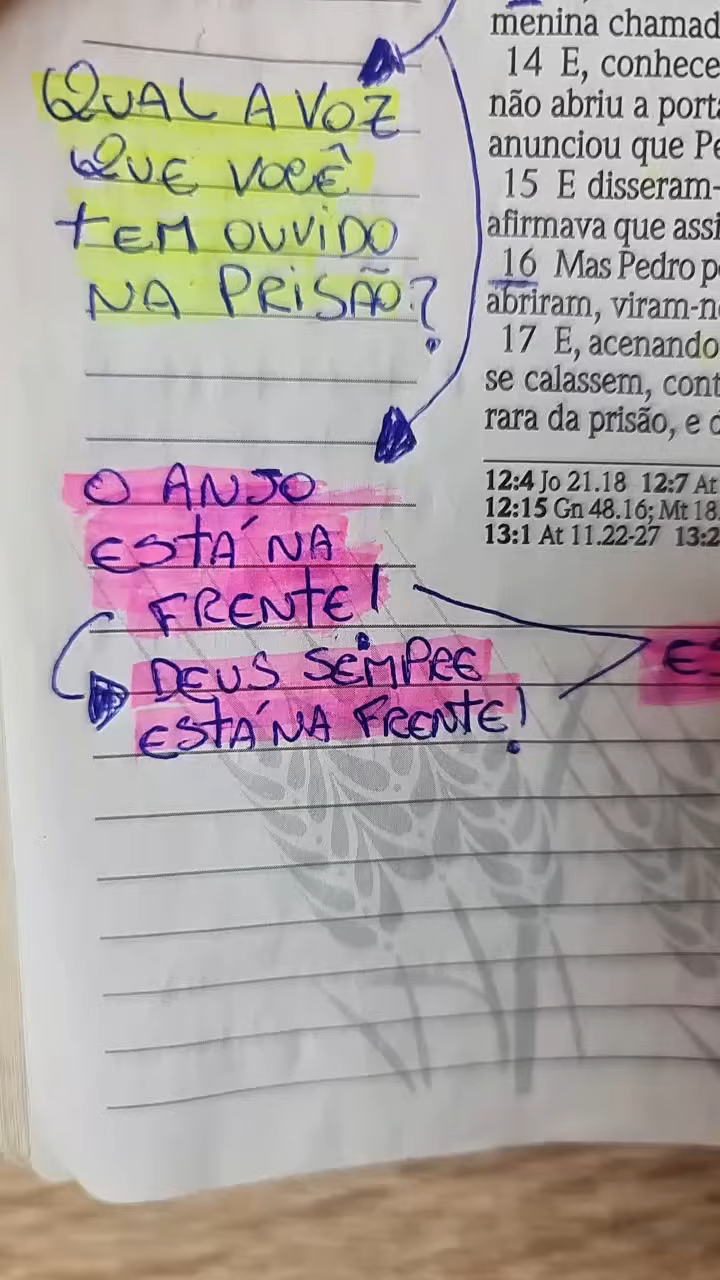 QUAL A VOZ
QUE VOCÊ
TEM OUVIDO
NA PRISÃO?
O ANJO
ESTÁ NA
FRENTE!
DEUS SEMPRE
ESTÁ NA FRENTE!
menina chamad
14 E, conhece
não abriu a porta
anunciou que Pe
15 E disseram-
afirmava que assi
16 Mas Pedro p
abriram, viram-n
17 E, acenando
se calassem, cont
rara da prisão, e
12:4 Jo 21.18 12:7 At
12:15 Gn 48.16; Mt 18.
13:1 At 11.22-27 13:2
ES